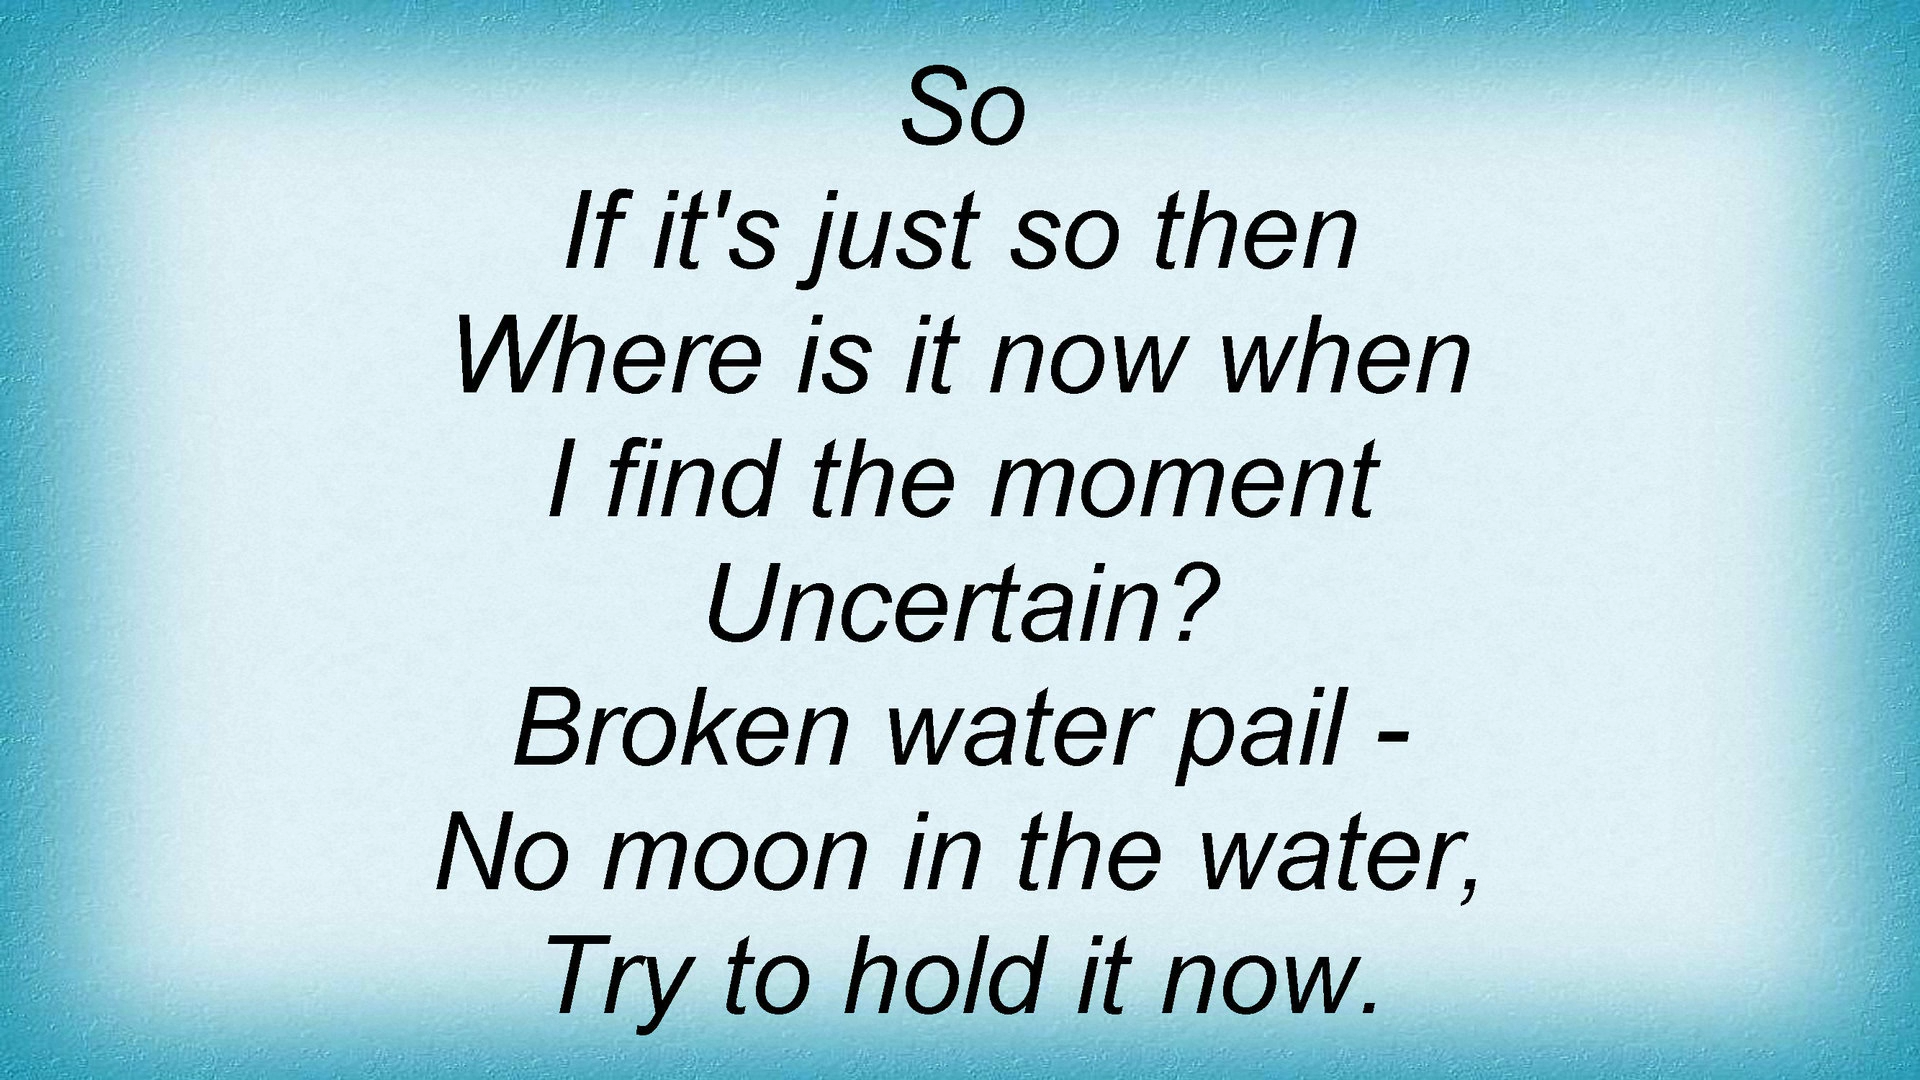 So
If it's just so then
Where is it now when
I find the moment
Uncertain?
Broken water pail -
No moon in the water,
Try to hold it now.